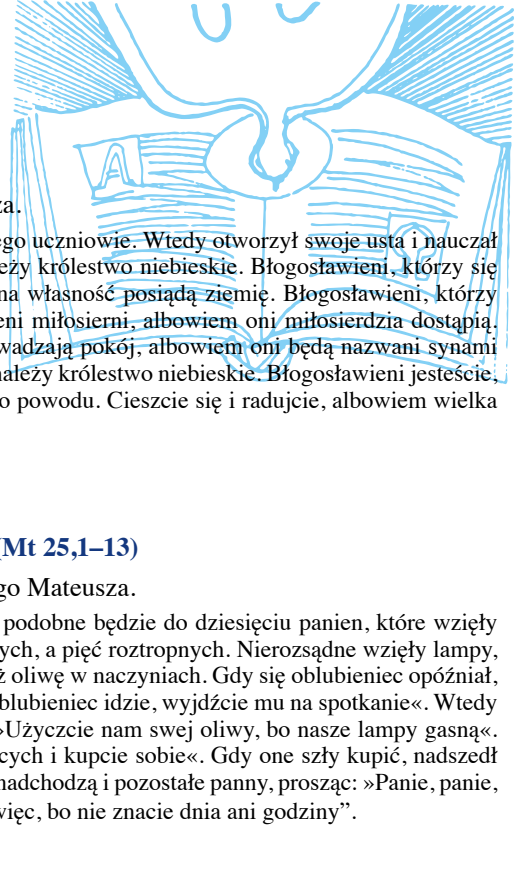 za.
ego uczniowie. Wtedy otworzył swoje usta i nauczał
eży królestwo niebieskie. Błogosławieni, którzy się
na własność posiądą ziemię. Błogosławieni, którzy
eni miłosierni, albowiem oni miłosierdzia dostąpią.
wadzają pokój, albowiem oni będą nazwani synami
należy królestwo niebieskie. Błogosławieni jesteście,
o powodu. Cieszcie się i radujcie, albowiem wielka
(Mt 25,1–13)
go Mateusza.
podobne będzie do dziesięciu panien, które wzięły
ych, a pięć roztropnych. Nierozsądne wzięły lampy,
ż oliwę w naczyniach. Gdy się oblubieniec opóźniał,
blubieniec idzie, wyjdźcie mu na spotkanie«. Wtedy
»Użyczcie nam swej oliwy, bo nasze lampy gasną«.
cych i kupcie sobie«. Gdy one szły kupić, nadszedł
nadchodzą i pozostałe panny, prosząc: »Panie, panie,
więc, bo nie znacie dnia ani godziny”.